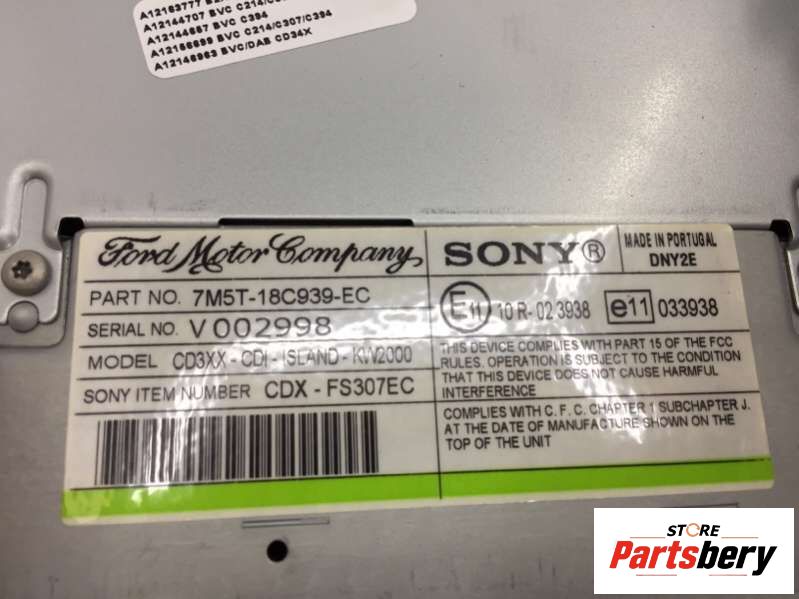 A12144707 BVC C214/C3
A12144687 BVC C394
A12156699 BVC C214/C307/C394
A12146963 BVC/DAB CD34X
Ford Motor Company
PART NO. 7M5T-18C939-EC
SERIAL NO. V 002998
MODEL CD3XX - CDI - ISLAND - KW2000
SONY ITEM NUMBER CDX - FS307EC
SONY®
MADE IN PORTUGAL
DNY2E
E11 10 R- 02 3938 e11 033938
THIS DEVICE COMPLIES WITH PART 15 OF THE FCC
RULES. OPERATION IS SUBJECT TO THE CONDITION
THAT THIS DEVICE DOES NOT CAUSE HARMFUL
INTERFERENCE
COMPLIES WITH C. F. C. CHAPTER 1 SUBCHAPTER J.
AT THE DATE OF MANUFACTURE SHOWN ON THE
TOP OF THE UNIT
STORE
Partsbery